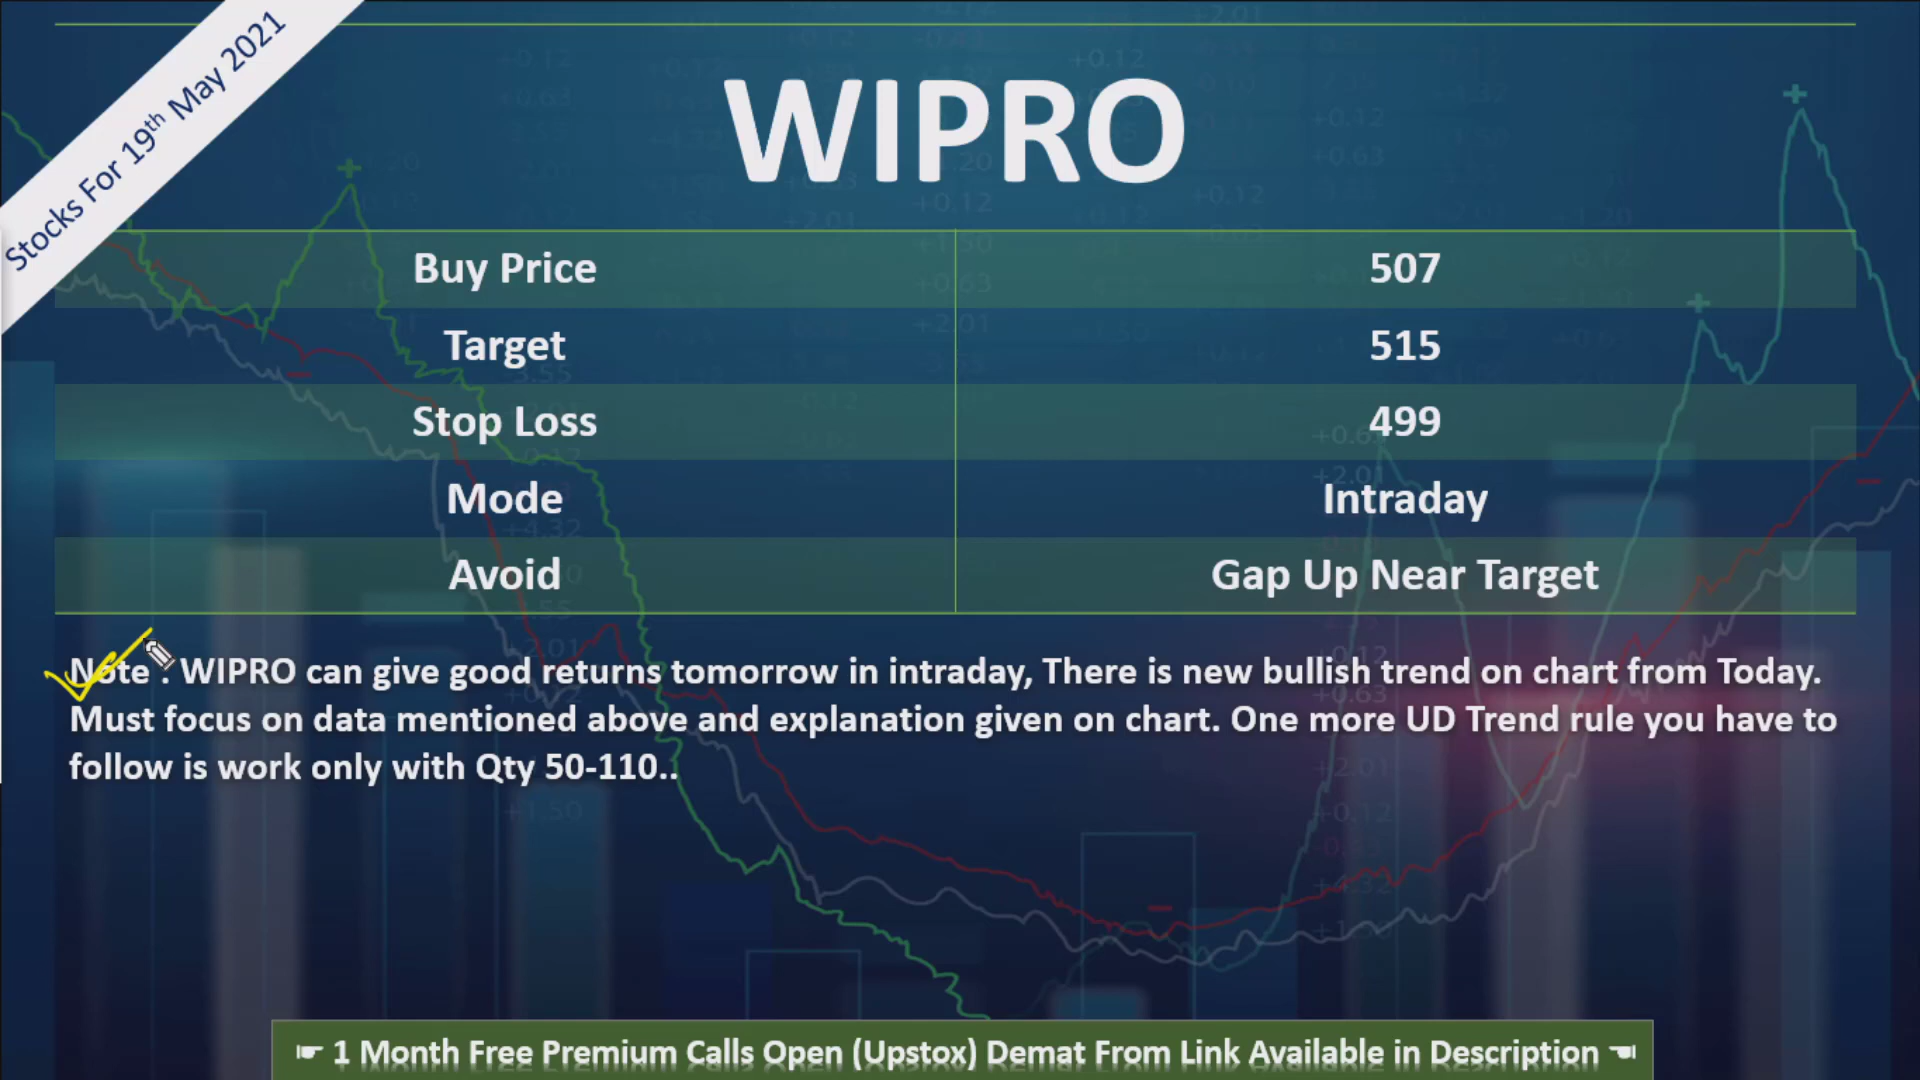 Stocks For 19th May 2021
WIPRO
Buy Price 507
Target 515
Stop Loss 499
Mode Intraday
Avoid Gap Up Near Target
Note : WIPRO can give good returns tomorrow in intraday, There is new bullish trend on chart from Today.
Must focus on data mentioned above and explanation given on chart. One more UD Trend rule you have to
follow is work only with Qty 50-110..
☛ 1 Month Free Premium Calls Open (Upstox) Demat From Link Available in Description ☚